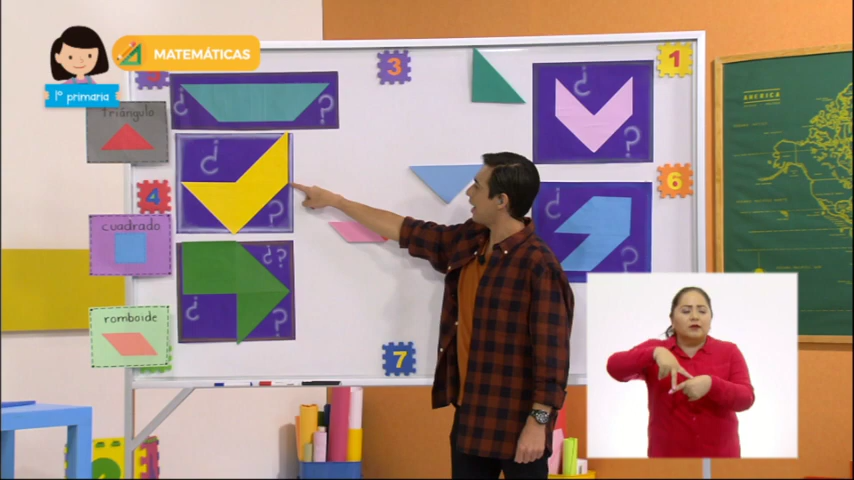 MATEMÁTICAS
1° primaria
3
1
triángulo
¿ ?
¿ ?
¿ ?
4
6
cuadrado
¿ ?
¿ ?
¿ ?
romboide
7
AMERICA